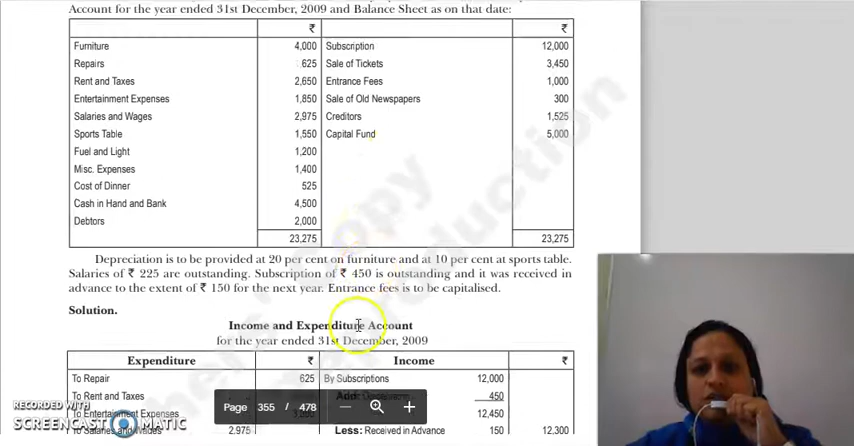 Account for the year ended 31st December, 2009 and Balance Sheet as on that date:
₹ ₹
Furniture 4,000 Subscription 12,000
Repairs 625 Sale of Tickets 3,450
Rent and Taxes 2,650 Entrance Fees 1,000
Entertainment Expenses 1,850 Sale of Old Newspapers 300
Salaries and Wages 2,975 Creditors 1,525
Sports Table 1,550 Capital Fund 5,000
Fuel and Light 1,200
Misc. Expenses 1,400
Cost of Dinner 525
Cash in Hand and Bank 4,500
Debtors 2,000
23,275 23,275
Depreciation is to be provided at 20 per cent on furniture and at 10 per cent at sports table.
Salaries of ₹ 225 are outstanding. Subscription of ₹ 450 is outstanding and it was received in
advance to the extent of ₹ 150 for the next year. Entrance fees is to be capitalised.
Solution.
Income and Expenditure Account
for the year ended 31st December, 2009
Expenditure ₹ Income ₹
To Repair 625 By Subscriptions 12,000
To Rent and Taxes Add: 450
To Entertainment Expenses 12,450
To Salaries and Wages 2,975 Less: Received in Advance 150 12,300
Page 355 / 478
RECORDED WITH
SCREENCAST MATIC